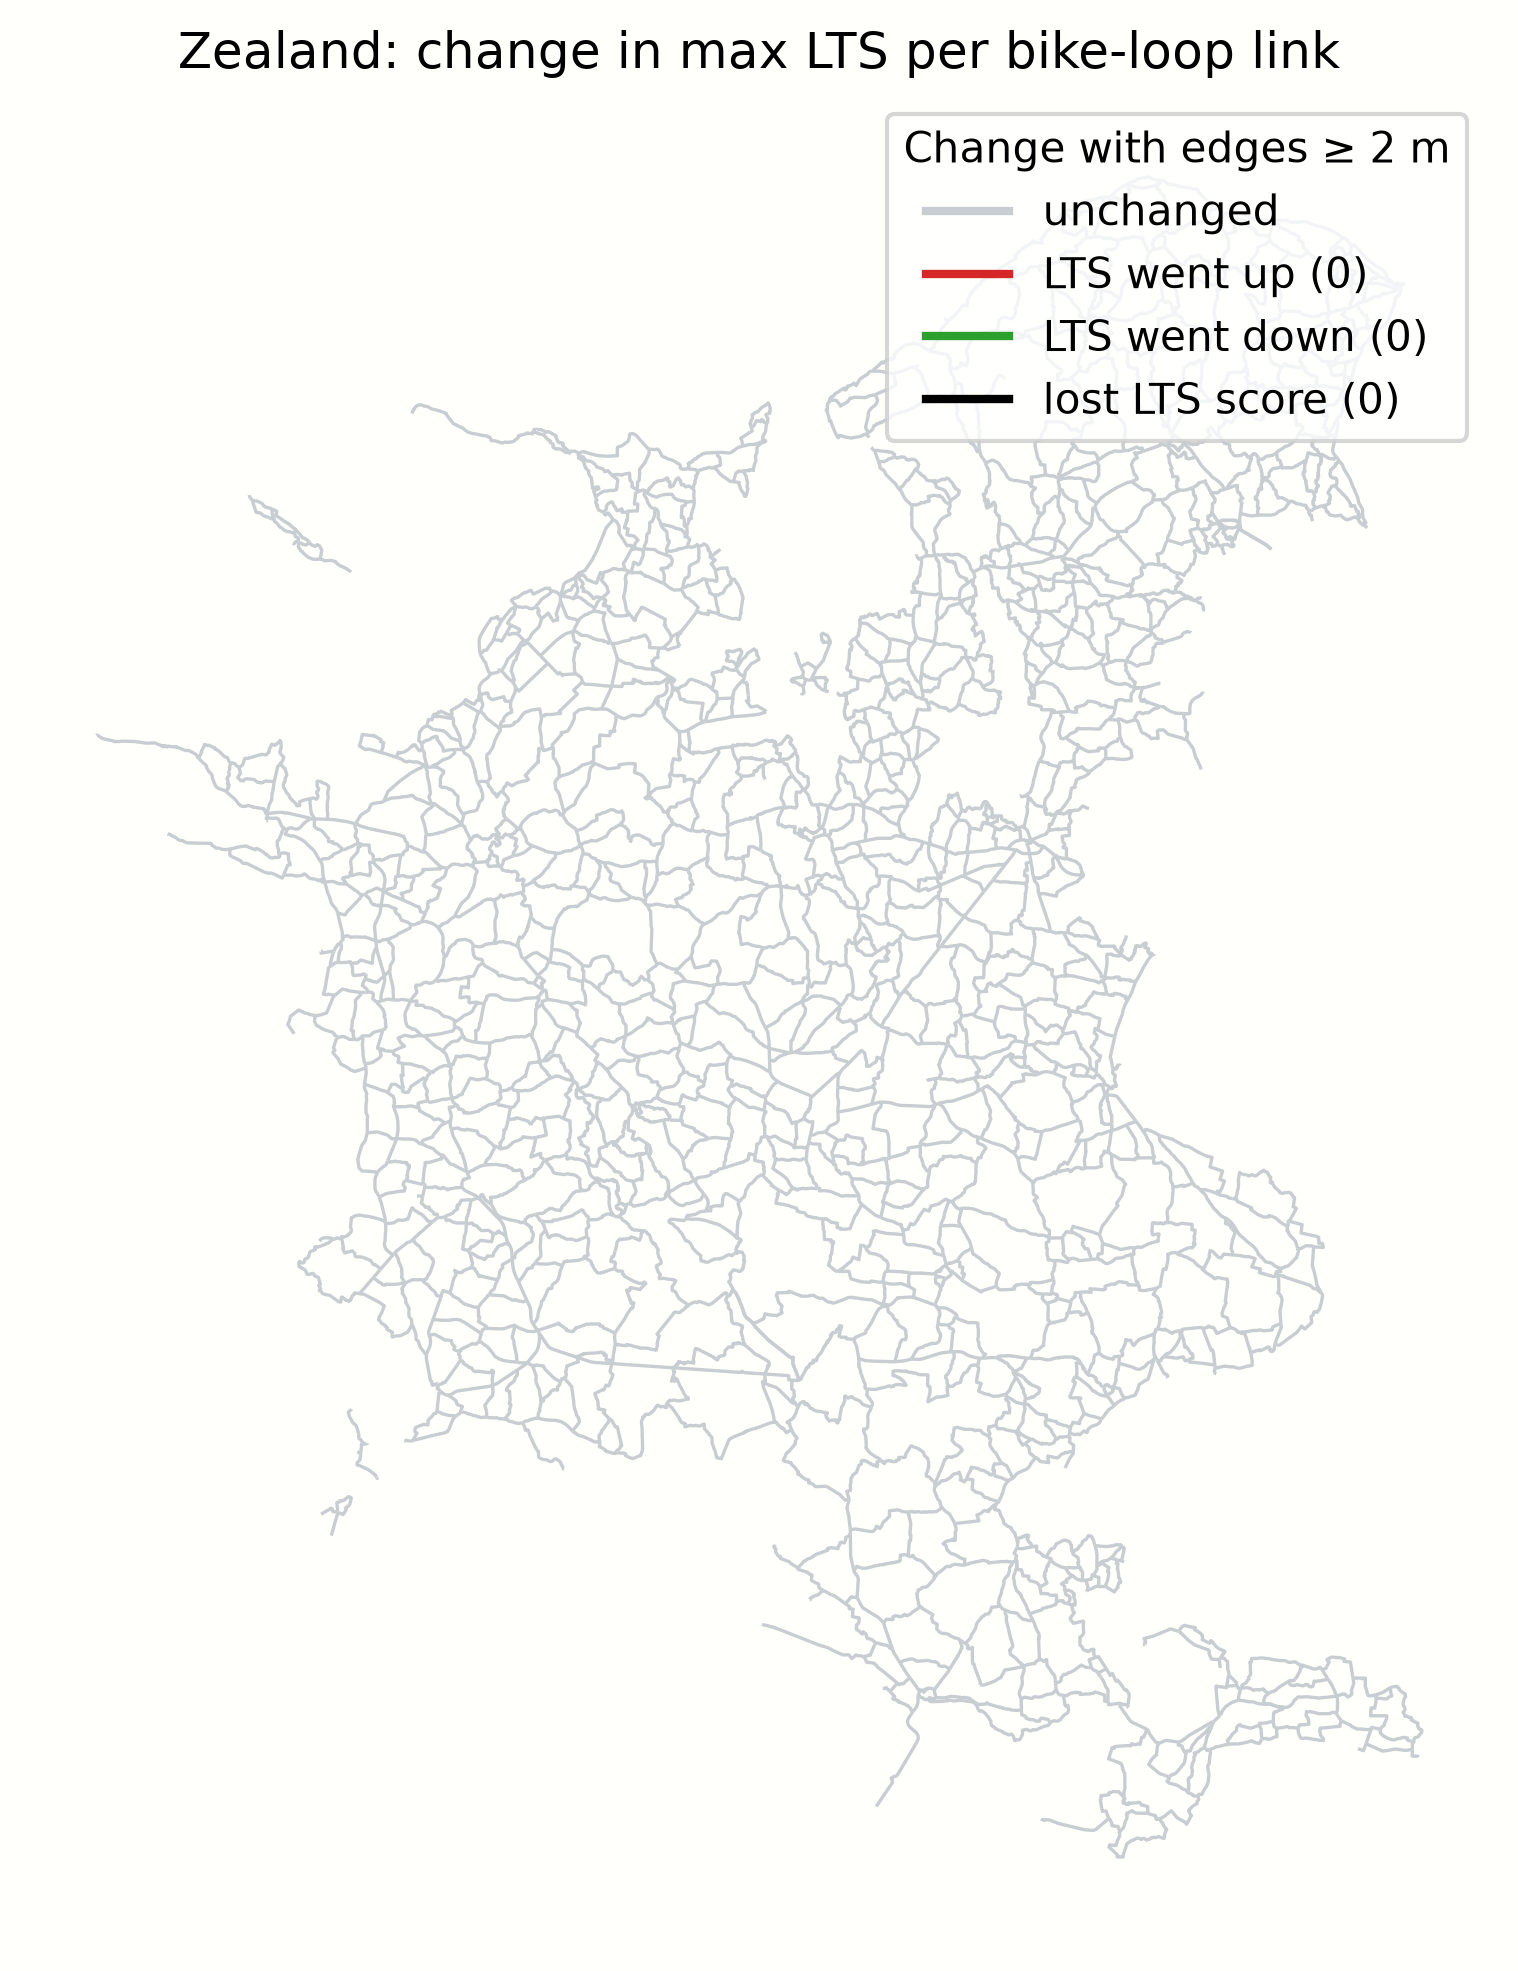 Zealand: change in max LTS per bike-loop link
Change with edges ≥ 2 m
unchanged
LTS went up (0)
LTS went down (0)
lost LTS score (0)